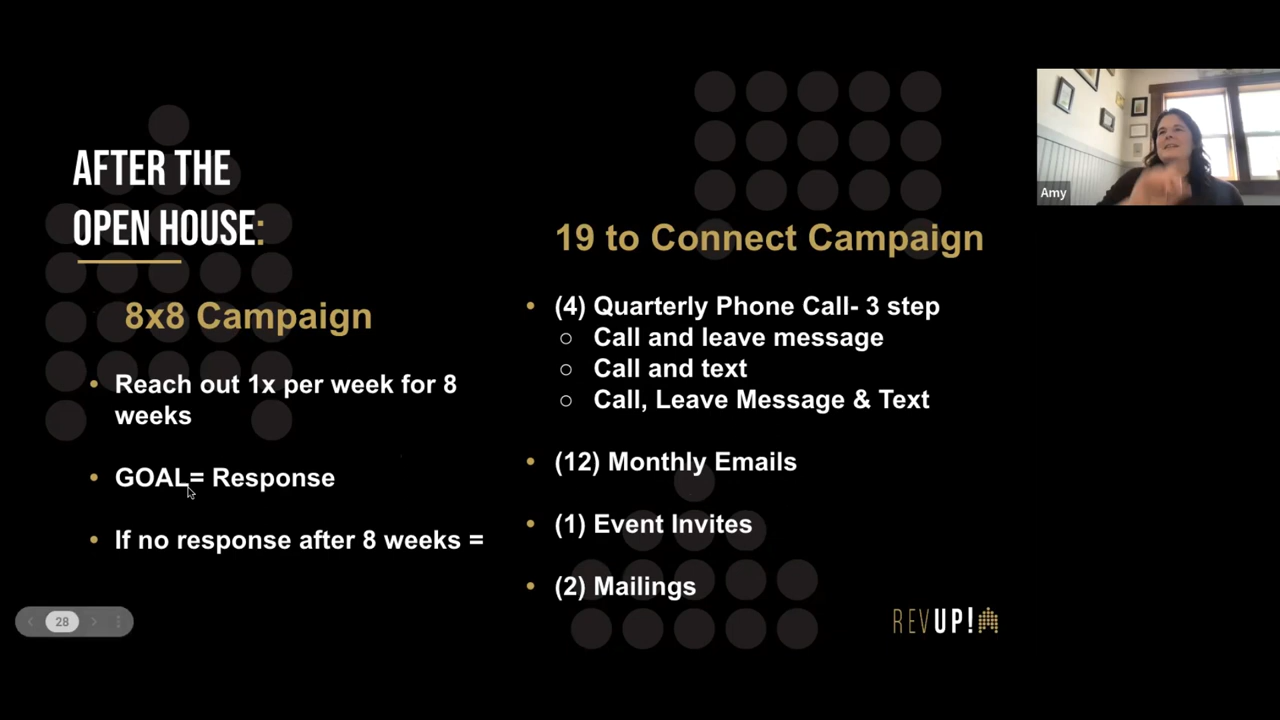 AFTER THE
OPEN HOUSE:
8x8 Campaign
• Reach out 1x per week for 8
weeks
• GOAL= Response
• If no response after 8 weeks =
19 to Connect Campaign
• (4) Quarterly Phone Call- 3 step
○ Call and leave message
○ Call and text
○ Call, Leave Message & Text
• (12) Monthly Emails
• (1) Event Invites
• (2) Mailings
Amy
28
REVUP!